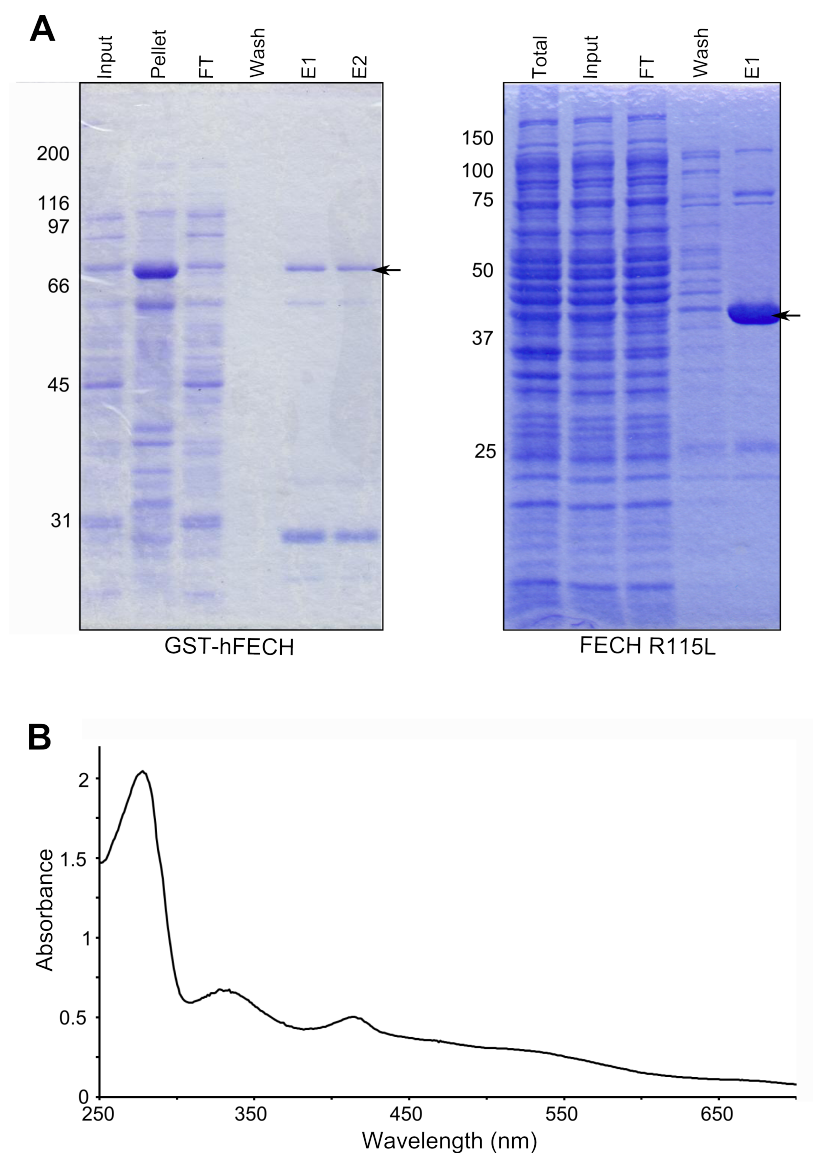 A
Input Pellet FT Wash E1 E2
200
116
97
66
45
31
GST-hFECH
Total Input FT Wash E1
150
100
75
50
37
25
FECH R115L
B
Absorbance
2
1.5
1
0.5
0
250 350 450 550 650
Wavelength (nm)